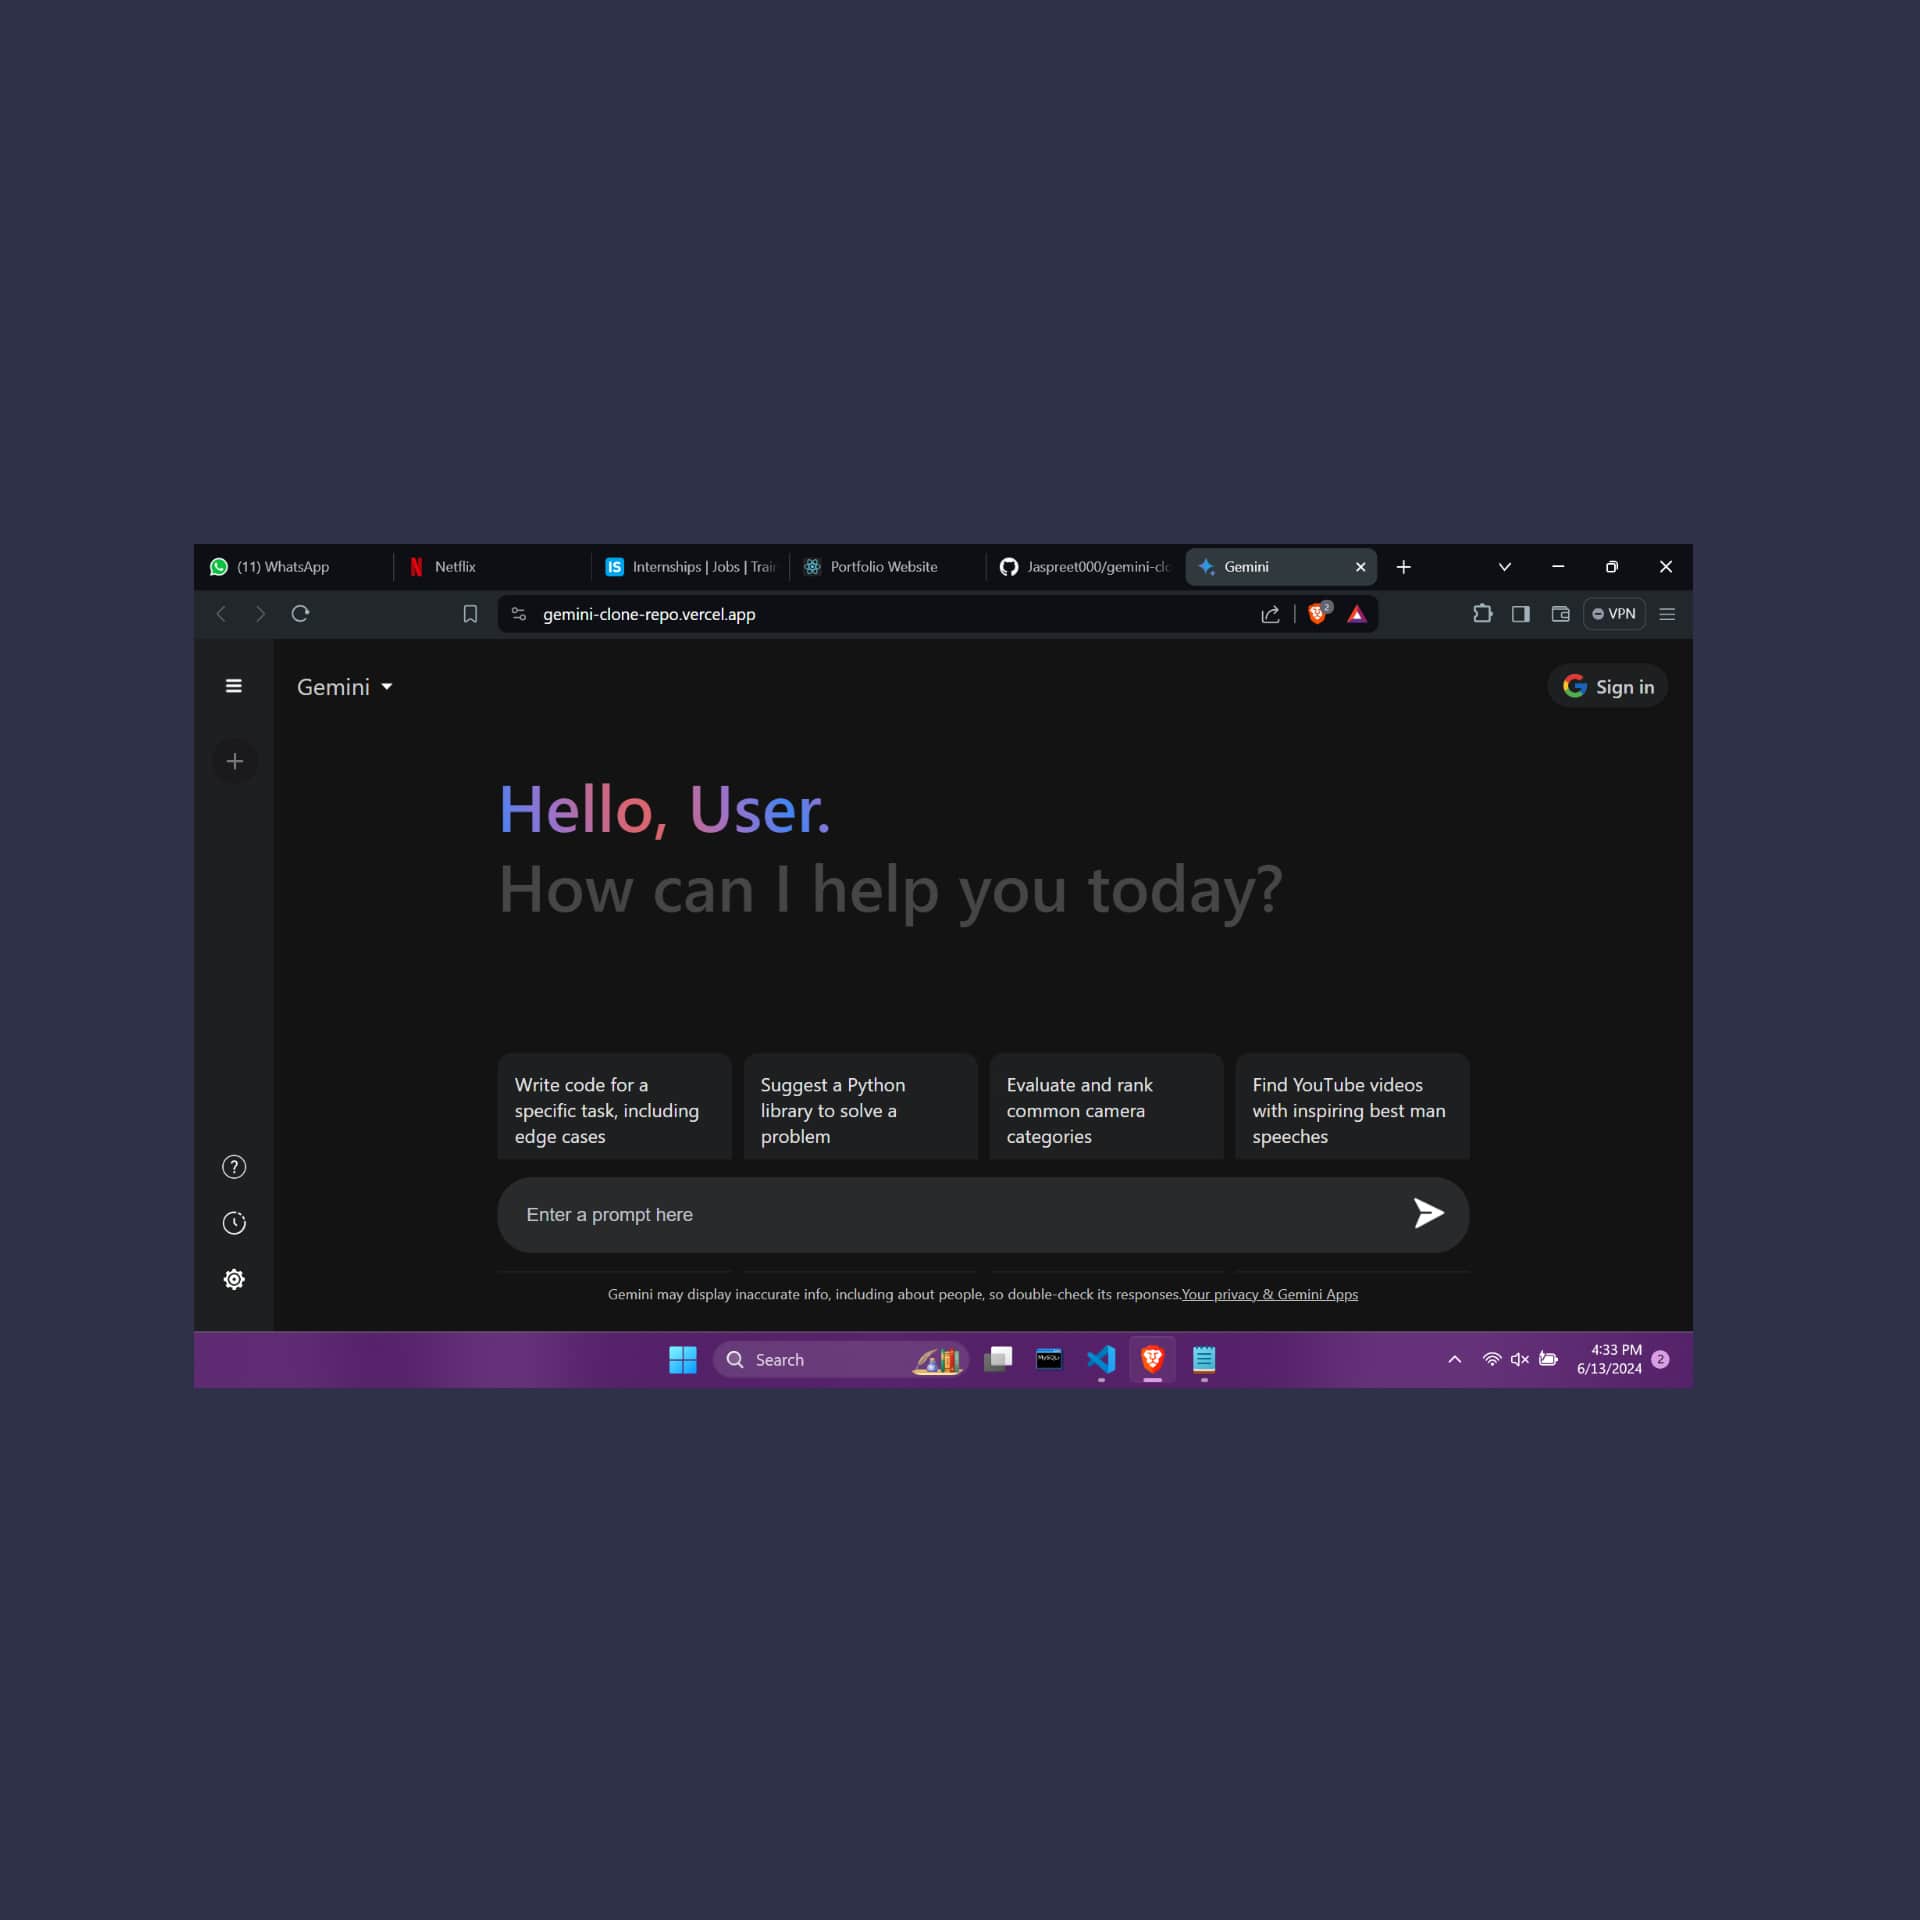 (11) WhatsApp
Netflix
IS Internships | Jobs | Train
Portfolio Website
Jaspreet000/gemini-clo
Gemini
gemini-clone-repo.vercel.app
2
VPN
Gemini
Sign in
Hello, User.
How can I help you today?
Write code for a
specific task, including
edge cases
Suggest a Python
library to solve a
problem
Evaluate and rank
common camera
categories
Find YouTube videos
with inspiring best man
speeches
Enter a prompt here
Gemini may display inaccurate info, including about people, so double-check its responses.Your privacy & Gemini Apps
Search
4:33 PM
6/13/2024
2